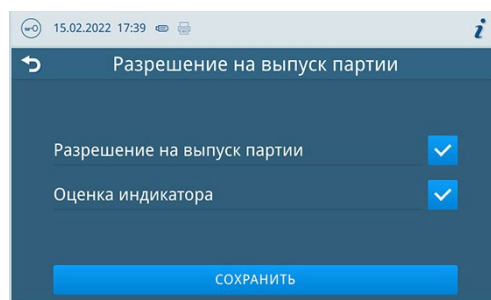 15.02.2022 17:39
i
Разрешение на выпуск партии
Разрешение на выпуск партии
Оценка индикатора
СОХРАНИТЬ